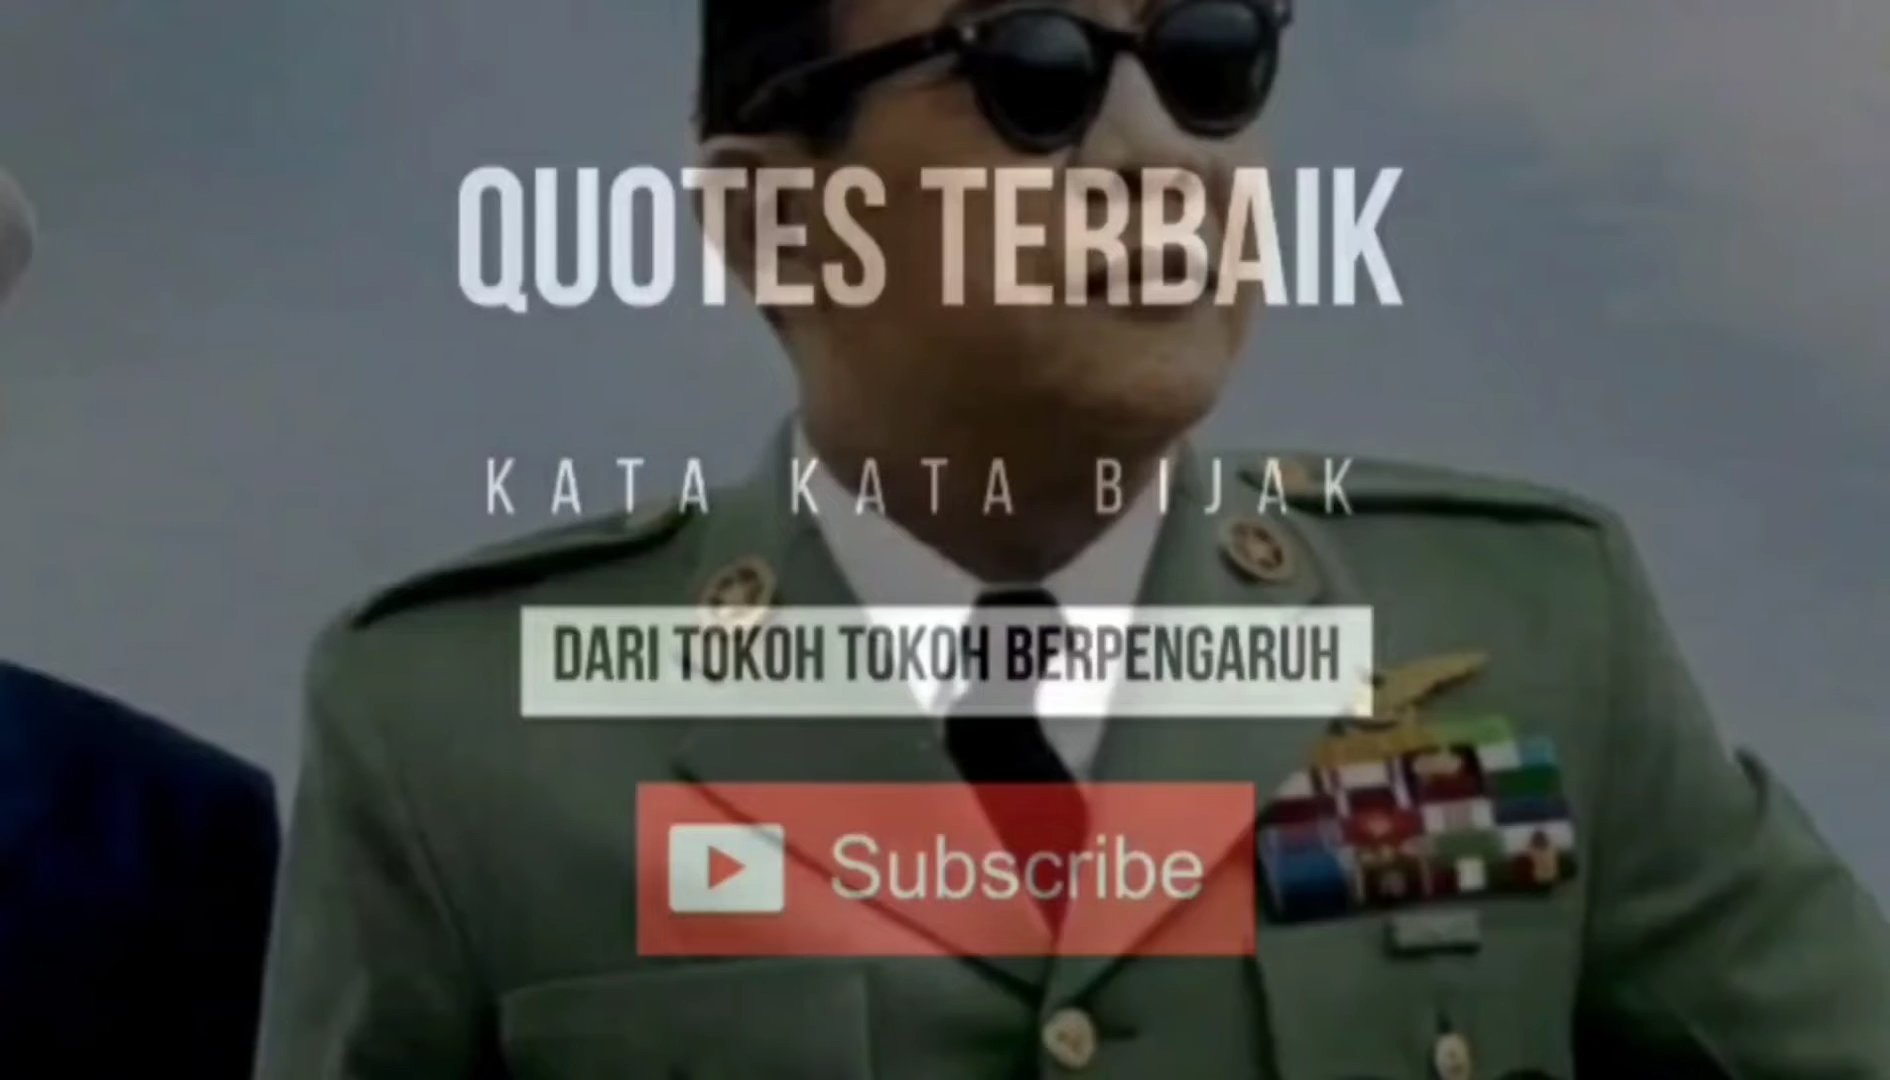 QUOTES TERBAIK
KATA KATA BIJAK
DARI TOKOH TOKOH BERPENGARUH
Subscribe